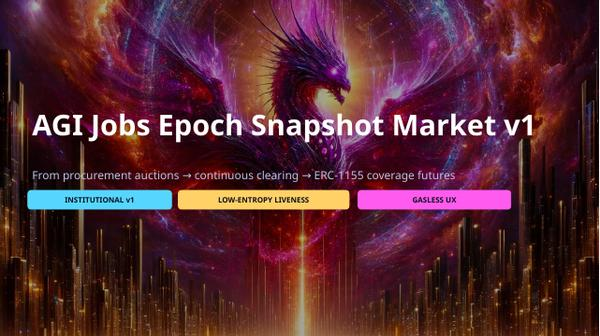 AGI Jobs Epoch Snapshot Market v1
From procurement auctions → continuous clearing → ERC-1155 coverage futures
INSTITUTIONAL v1
LOW-ENTROPY LIVENESS
GASLESS UX